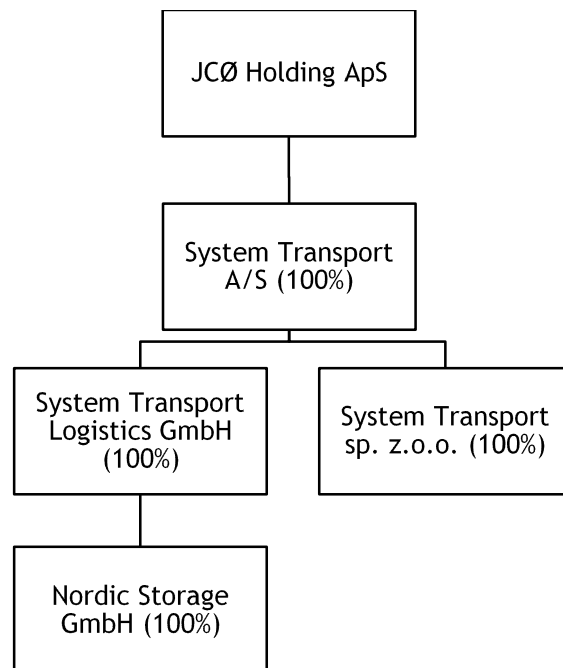 JCØ Holding ApS
System Transport
A/S (100%)
System Transport
Logistics GmbH
(100%)
System Transport
sp. z.o.o. (100%)
Nordic Storage
GmbH (100%)